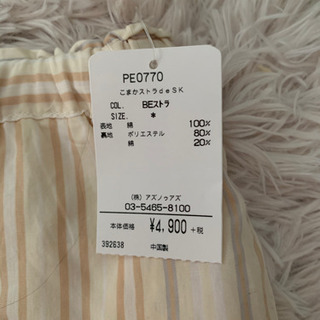 PE0770
こまかストラdeSK
COL. BEストラ
SIZE. *
表地 綿 100%
裏地 ポリエステル 80%
綿 20%
(株) アズノゥアズ
03-5465-8100
本体価格 ¥4,900 +税
392638 中国製